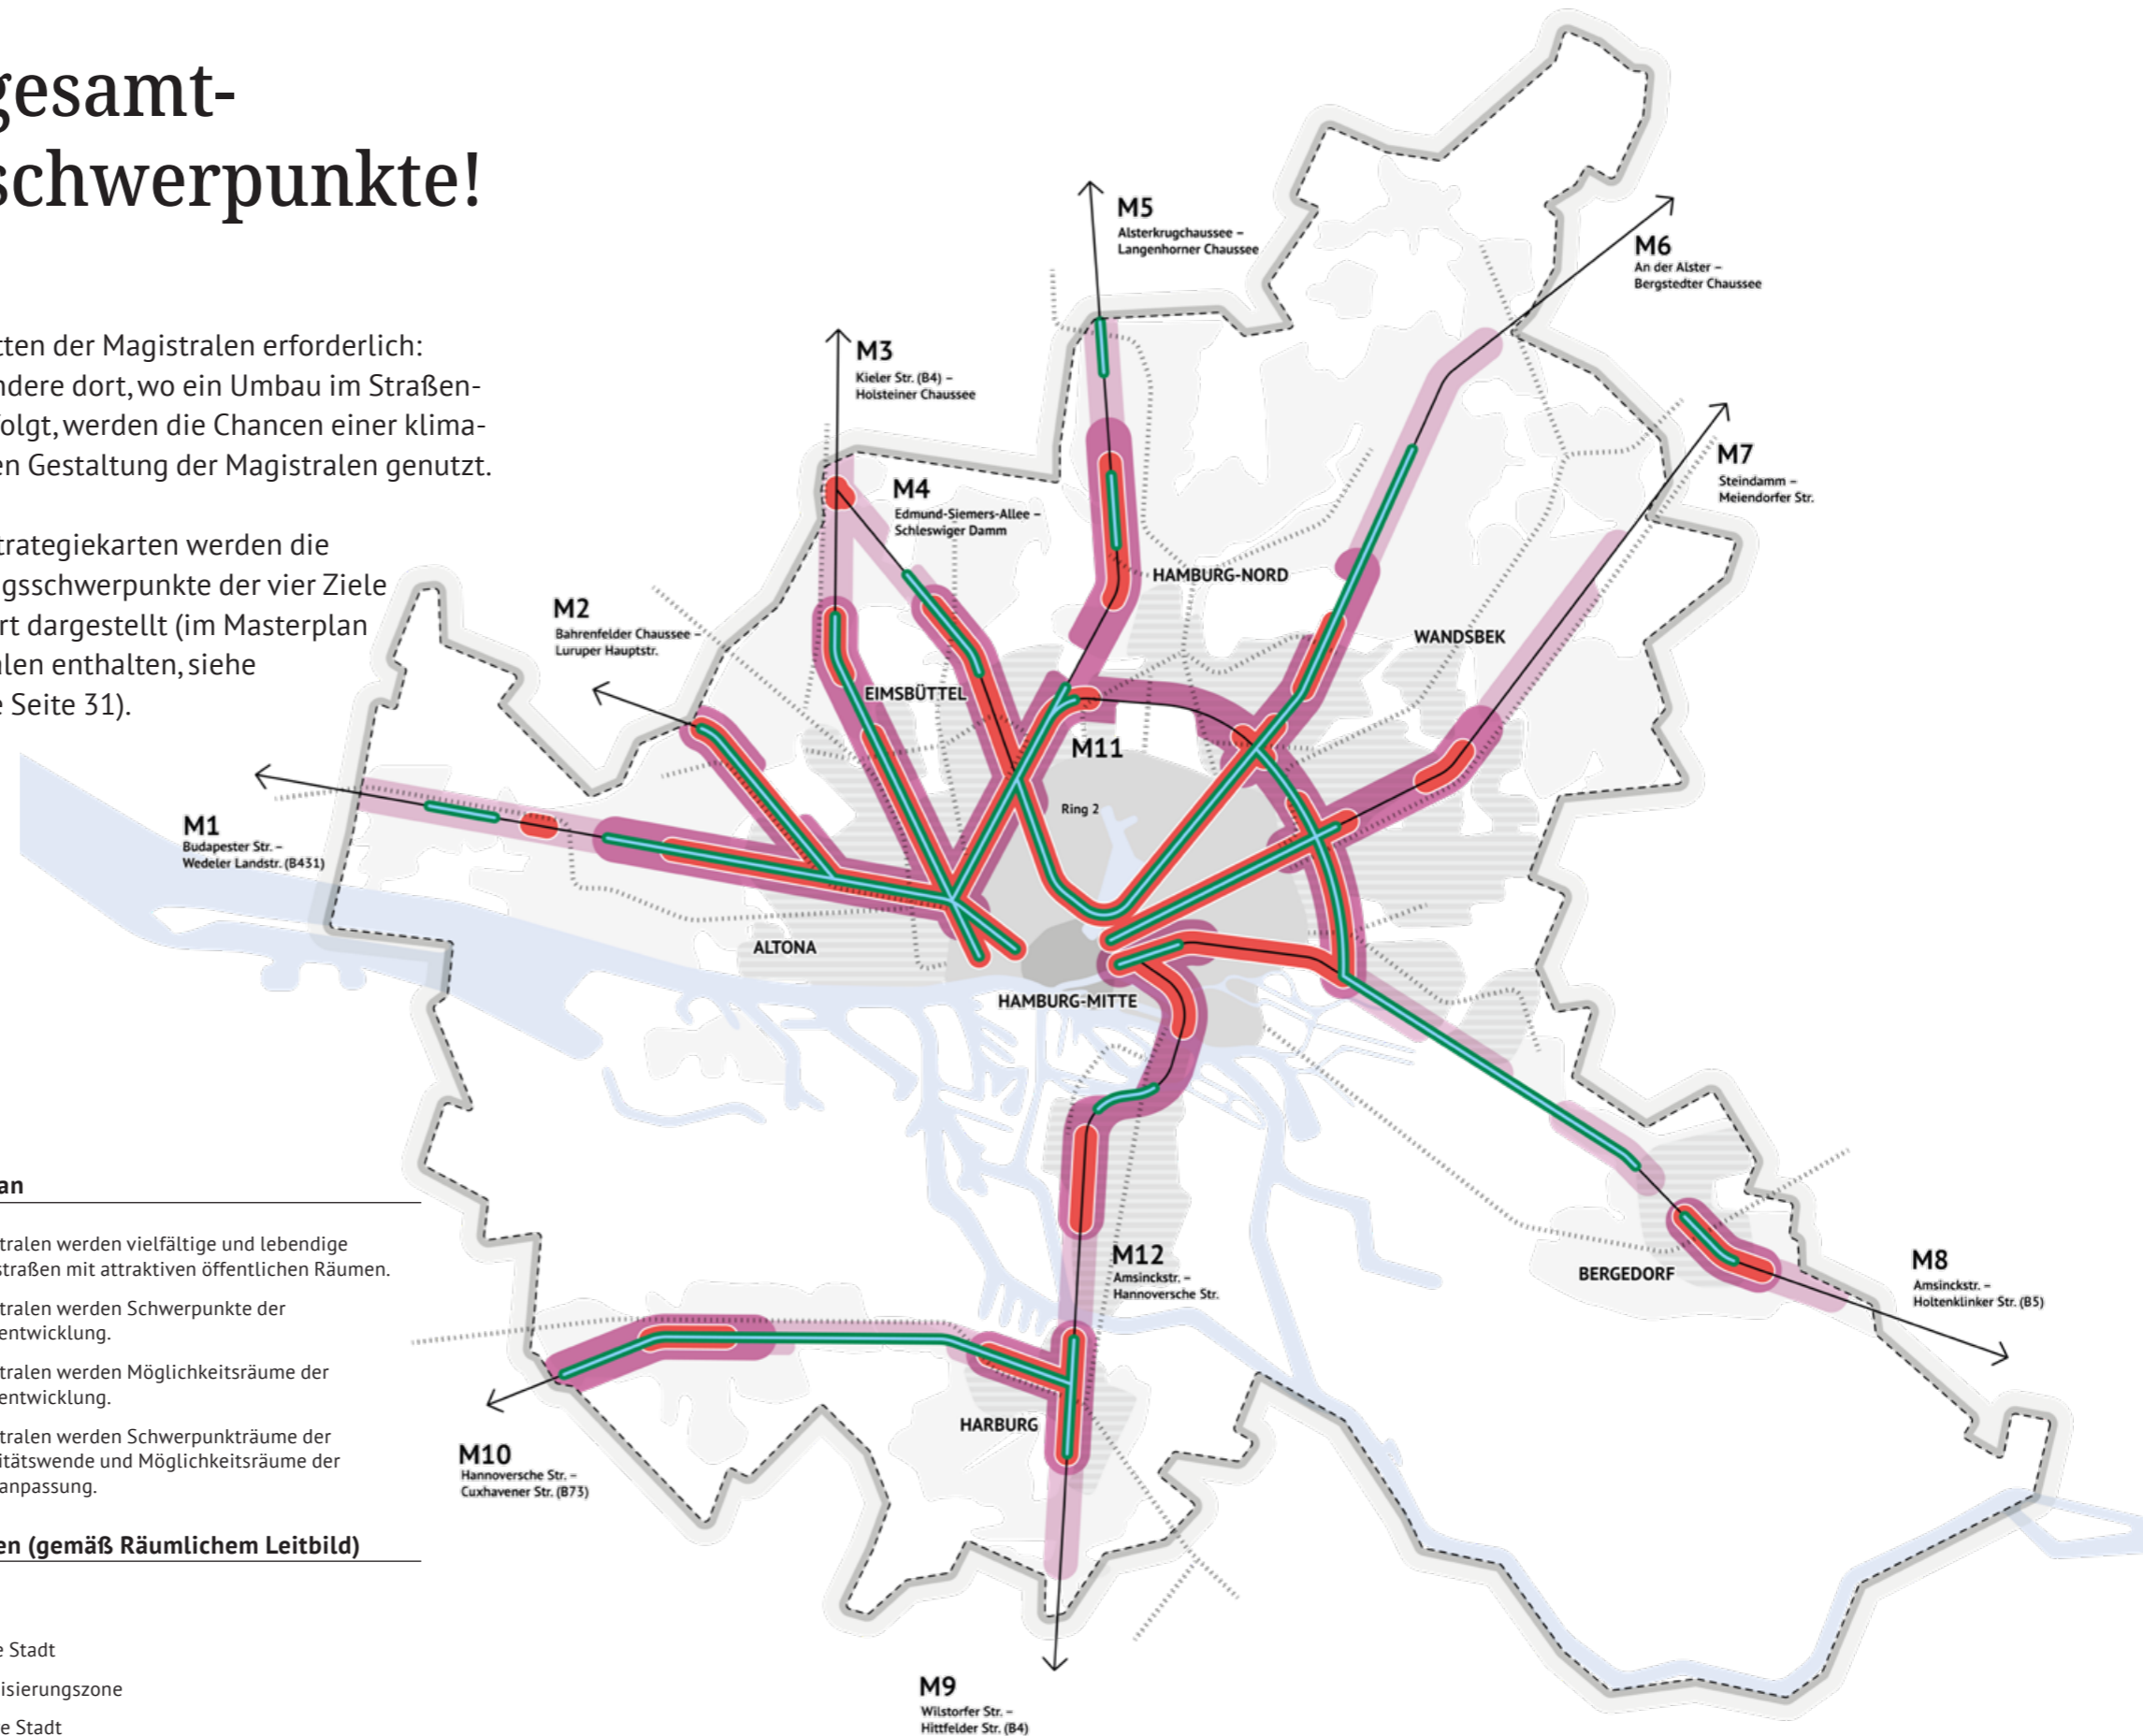 gesamt-
schwerpunkte!
tten der Magistralen erforderlich:
ndere dort, wo ein Umbau im Straßen-
folgt, werden die Chancen einer klima-
en Gestaltung der Magistralen genutzt.
trategiekarten werden die
gsschwerpunkte der vier Ziele
rt dargestellt (im Masterplan
alen enthalten, siehe
e Seite 31).
M5
Alsterkrugchaussee –
Langenhorner Chaussee
M6
An der Alster –
Bergstedter Chaussee
M3
Kieler Str. (B4) –
Holsteiner Chaussee
M7
Steindamm –
Meiendorfer Str.
M4
Edmund-Siemers-Allee –
Schleswiger Damm
HAMBURG-NORD
M2
Bahrenfelder Chaussee –
Luruper Hauptstr.
WANDSBEK
EIMSBÜTTEL
M11
Ring 2
M1
Budapester Str. –
Wedeler Landstr. (B431)
ALTONA
HAMBURG-MITTE
M12
Amsinckstr. –
Hannoversche Str.
BERGEDORF
M8
Amsinckstr. –
Holtenklinker Str. (B5)
HARBURG
M10
Hannoversche Str. –
Cuxhavener Str. (B73)
M9
Wilstorfer Str. –
Hittfelder Str. (B4)
an
tralen werden vielfältige und lebendige
straßen mit attraktiven öffentlichen Räumen.
tralen werden Schwerpunkte der
entwicklung.
tralen werden Möglichkeitsräume der
entwicklung.
tralen werden Schwerpunkträume der
itätswende und Möglichkeitsräume der
anpassung.
en (gemäß Räumlichem Leitbild)
e Stadt
isierungszone
e Stadt